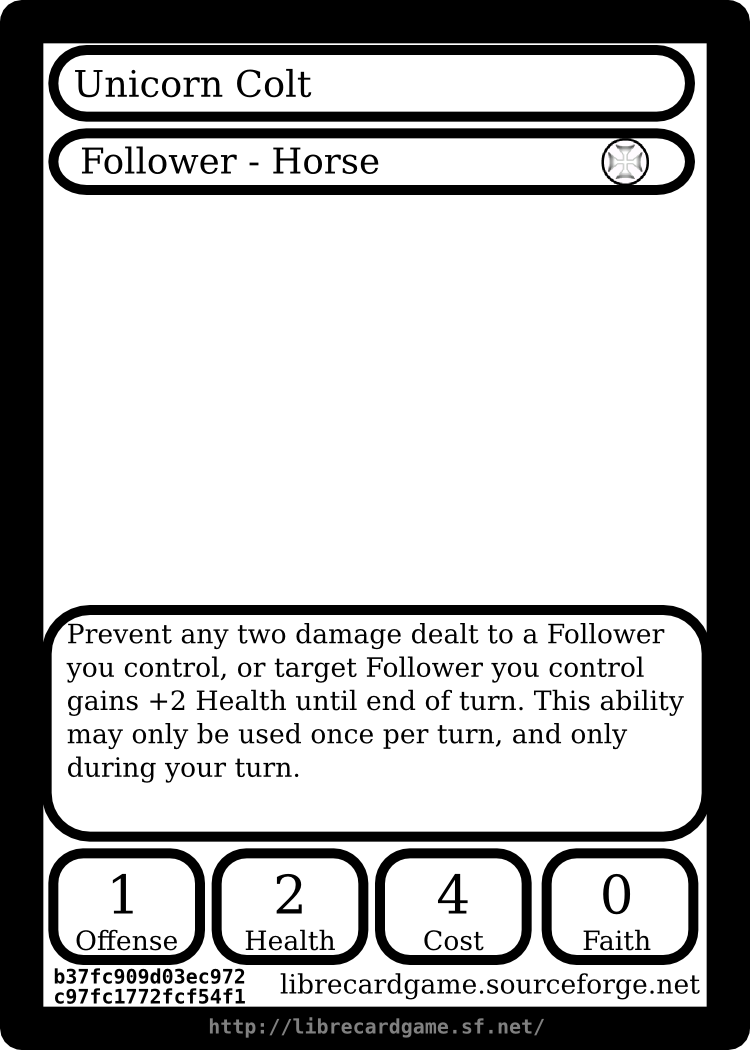 Unicorn Colt
Follower - Horse
Prevent any two damage dealt to a Follower
you control, or target Follower you control
gains +2 Health until end of turn. This ability
may only be used once per turn, and only
during your turn.
1
Offense
2
Health
4
Cost
0
Faith
b37fc909d03ec972
c97fc1772fcf54f1
librecardgame.sourceforge.net
http://librecardgame.sf.net/